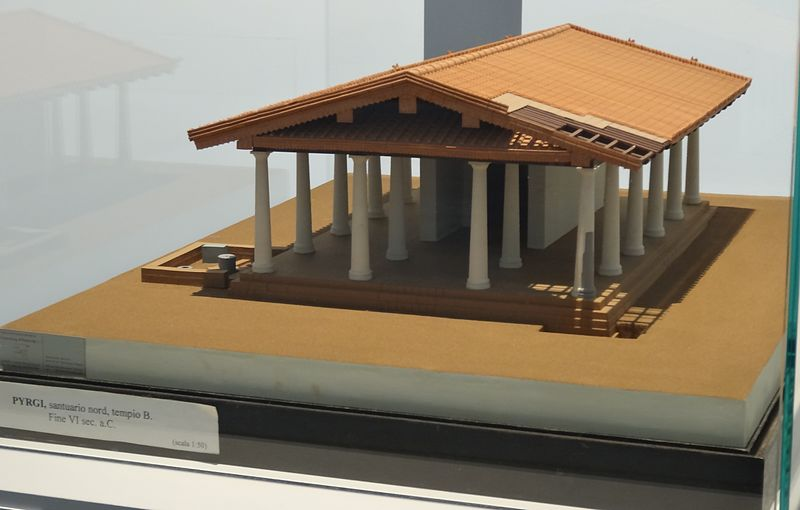 PYRGI, santuario nord, tempio B.
Fine VI sec. a.C.
(scala 1:50)